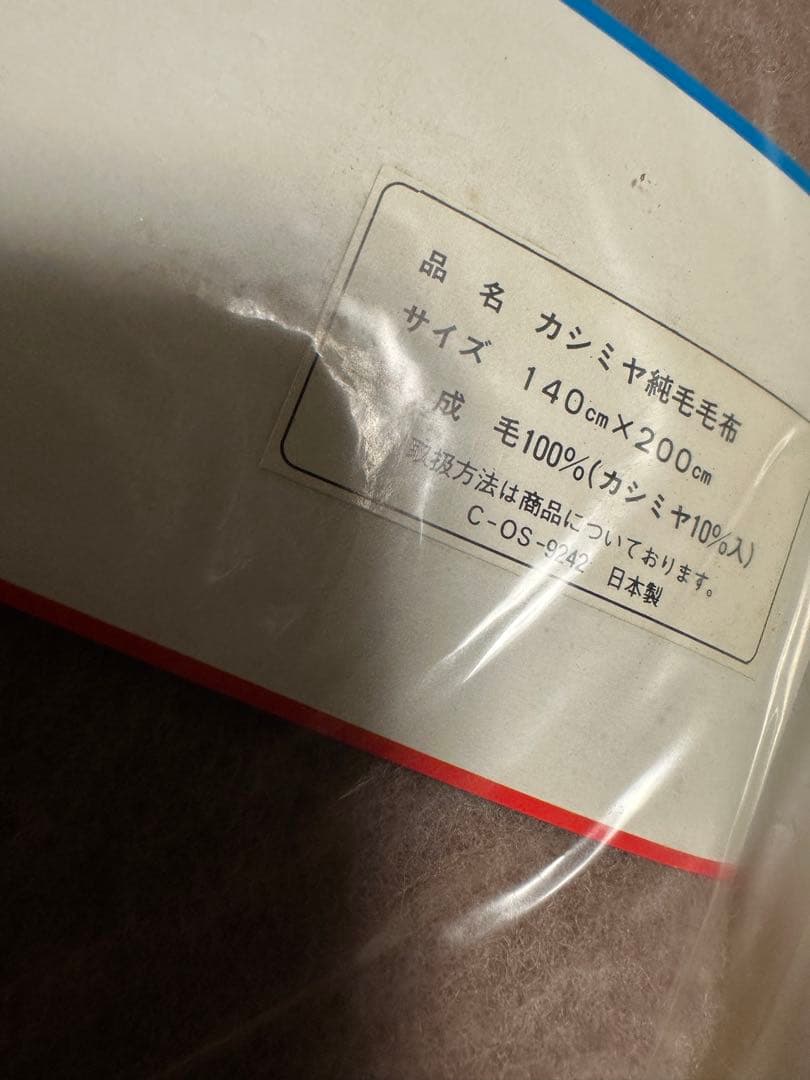 品名 カシミヤ純毛毛布
サイズ 140cm×200cm
成 毛100%(カシミヤ10%入)
取扱方法は商品についております。
C-OS-9242 日本製